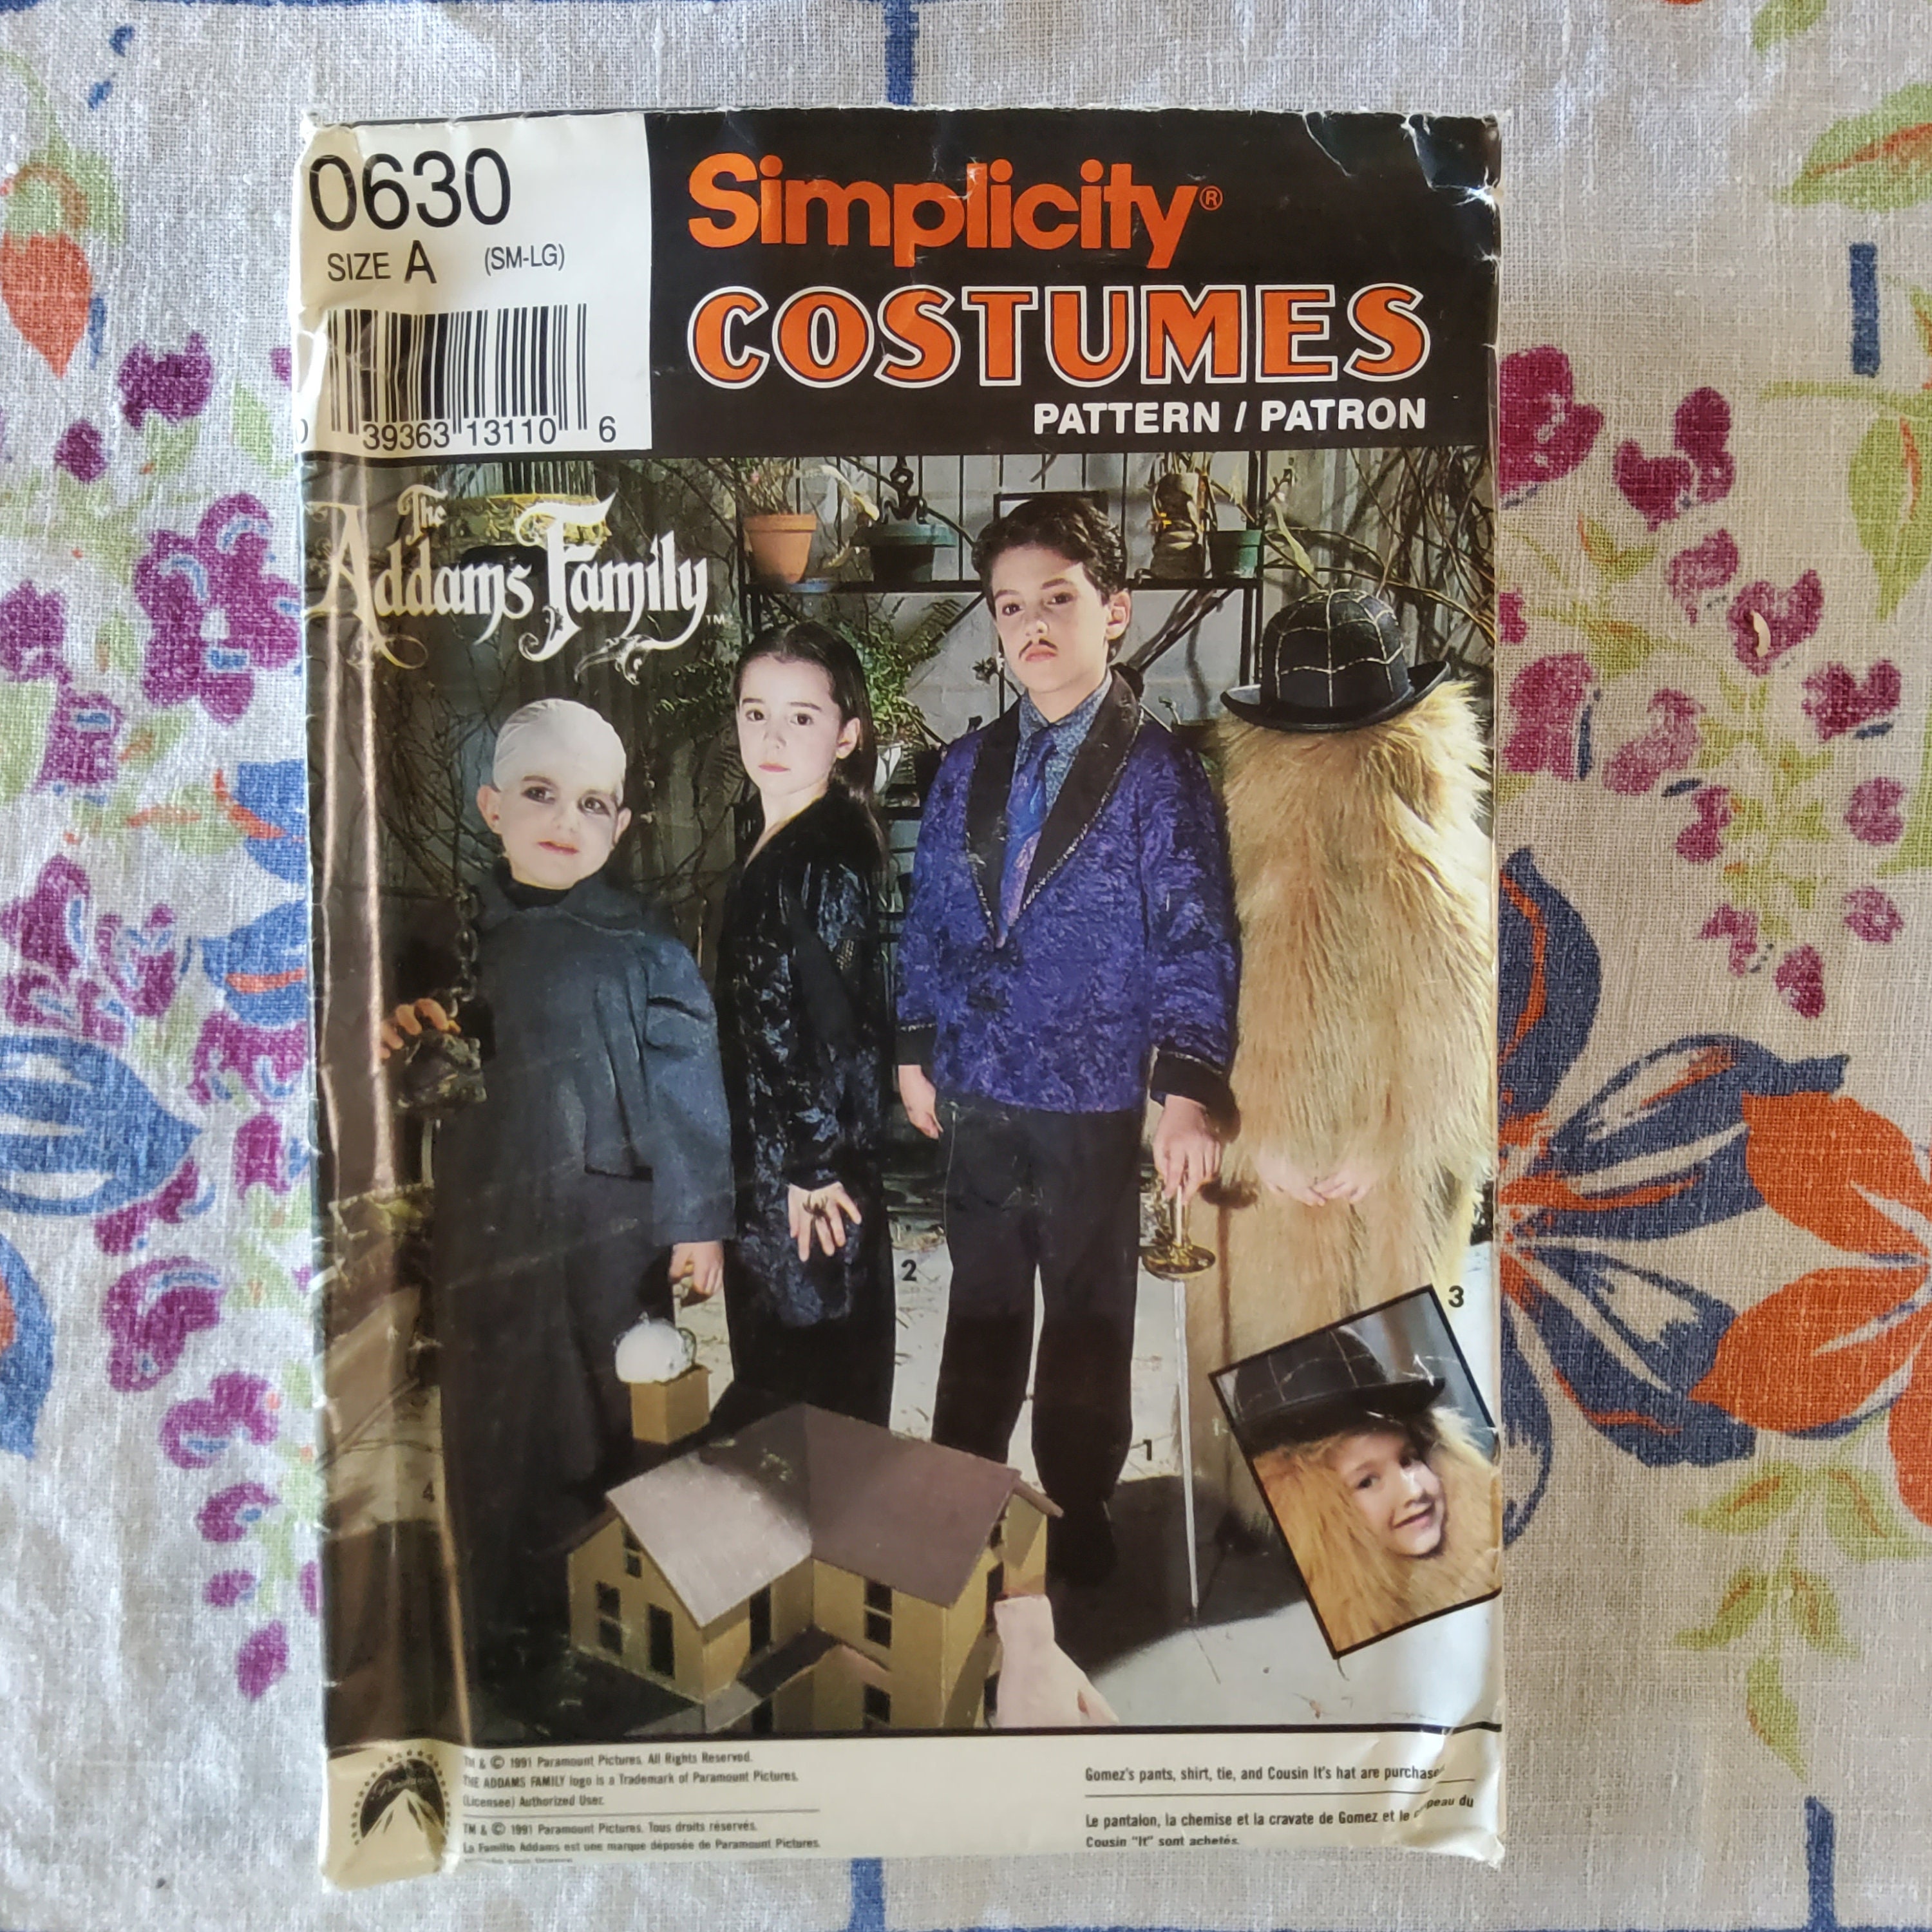 0630
SIZE A (SM-LG)
39363 13110 6
Simplicity®
COSTUMES
PATTERN / PATRON
The
Addams Family™
2
3
1
4
TM & © 1991 Paramount Pictures. All Rights Reserved.
THE ADDAMS FAMILY logo is a Trademark of Paramount Pictures.
(Licensee) Authorized User.
TM & © 1991 Paramount Pictures. Tous droits réservés.
La Famille Addams est une marque déposée de Paramount Pictures.
Gomez's pants, shirt, tie, and Cousin It's hat are
Le pantalon, la chemise et la cravate de Gomez et le du
Cousin "It" sont achetés.